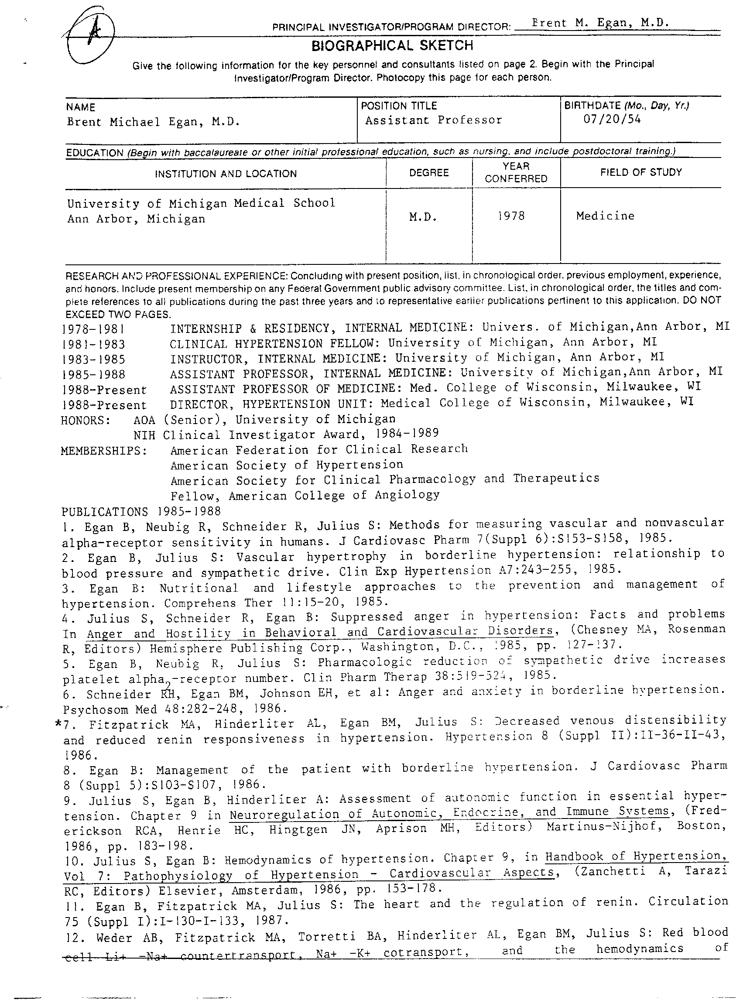 A
PRINCIPAL INVESTIGATOR/PROGRAM DIRECTOR: Brent M. Egan, M.D.
BIOGRAPHICAL SKETCH
Give the following information for the key personnel and consultants listed on page 2. Begin with the Principal
Investigator/Program Director. Photocopy this page for each person.
NAME POSITION TITLE BIRTHDATE (Mo., Day, Yr.)
Brent Michael Egan, M.D. Assistant Professor 07/20/54
EDUCATION (Begin with baccalaureate or other initial professional education, such as nursing, and include postdoctoral training.)
INSTITUTION AND LOCATION DEGREE YEAR CONFERRED FIELD OF STUDY
University of Michigan Medical School
Ann Arbor, Michigan M.D. 1978 Medicine
RESEARCH AND PROFESSIONAL EXPERIENCE: Concluding with present position, list, in chronological order, previous employment, experience,
and honors. Include present membership on any Federal Government public advisory committee. List, in chronological order, the titles and com-
plete references to all publications during the past three years and to representative earlier publications pertinent to this application. DO NOT
EXCEED TWO PAGES.
1978-1981 INTERNSHIP & RESIDENCY, INTERNAL MEDICINE: Univers. of Michigan,Ann Arbor, MI
1981-1983 CLINICAL HYPERTENSION FELLOW: University of Michigan, Ann Arbor, MI
1983-1985 INSTRUCTOR, INTERNAL MEDICINE: University of Michigan, Ann Arbor, MI
1985-1988 ASSISTANT PROFESSOR, INTERNAL MEDICINE: University of Michigan,Ann Arbor, MI
1988-Present ASSISTANT PROFESSOR OF MEDICINE: Med. College of Wisconsin, Milwaukee, WI
1988-Present DIRECTOR, HYPERTENSION UNIT: Medical College of Wisconsin, Milwaukee, WI
HONORS: AOA (Senior), University of Michigan
NIH Clinical Investigator Award, 1984-1989
MEMBERSHIPS: American Federation for Clinical Research
American Society of Hypertension
American Society for Clinical Pharmacology and Therapeutics
Fellow, American College of Angiology
PUBLICATIONS 1985-1988
1. Egan B, Neubig R, Schneider R, Julius S: Methods for measuring vascular and nonvascular
alpha-receptor sensitivity in humans. J Cardiovasc Pharm 7(Suppl 6):S153-S158, 1985.
2. Egan B, Julius S: Vascular hypertrophy in borderline hypertension: relationship to
blood pressure and sympathetic drive. Clin Exp Hypertension A7:243-255, 1985.
3. Egan B: Nutritional and lifestyle approaches to the prevention and management of
hypertension. Comprehens Ther 11:15-20, 1985.
4. Julius S, Schneider R, Egan B: Suppressed anger in hypertension: Facts and problems
In Anger and Hostility in Behavioral and Cardiovascular Disorders, (Chesney MA, Rosenman
R, Editors) Hemisphere Publishing Corp., Washington, D.C., 1985, pp. 127-137.
5. Egan B, Neubig R, Julius S: Pharmacologic reduction of sympathetic drive increases
platelet alpha2-receptor number. Clin Pharm Therap 38:519-524, 1985.
6. Schneider RH, Egan BM, Johnson EH, et al: Anger and anxiety in borderline hypertension.
Psychosom Med 48:282-248, 1986.
*7. Fitzpatrick MA, Hinderliter AL, Egan BM, Julius S: Decreased venous distensibility
and reduced renin responsiveness in hypertension. Hypertension 8 (Suppl II):II-36-II-43,
1986.
8. Egan B: Management of the patient with borderline hypertension. J Cardiovasc Pharm
8 (Suppl 5):S103-S107, 1986.
9. Julius S, Egan B, Hinderliter A: Assessment of autonomic function in essential hyper-
tension. Chapter 9 in Neuroregulation of Autonomic, Endocrine, and Immune Systems, (Fred-
erickson RCA, Henrie HC, Hingtgen JN, Aprison MH, Editors) Martinus-Nijhof, Boston,
1986, pp. 183-198.
10. Julius S, Egan B: Hemodynamics of hypertension. Chapter 9, in Handbook of Hypertension,
Vol 7: Pathophysiology of Hypertension - Cardiovascular Aspects, (Zanchetti A, Tarazi
RC, Editors) Elsevier, Amsterdam, 1986, pp. 153-178.
11. Egan B, Fitzpatrick MA, Julius S: The heart and the regulation of renin. Circulation
75 (Suppl I):I-130-I-133, 1987.
12. Weder AB, Fitzpatrick MA, Torretti BA, Hinderliter AL, Egan BM, Julius S: Red blood
cell Li+ -Na+ countertransport, Na+ -K+ cotransport, and the hemodynamics of